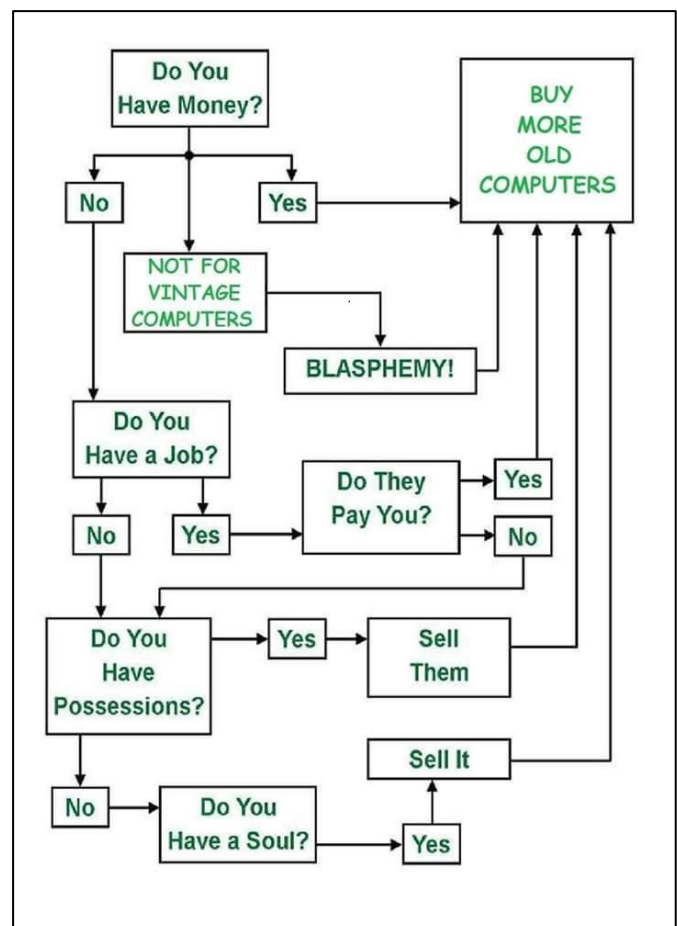 Do You
Have Money?
BUY
MORE
OLD
COMPUTERS
No
Yes
NOT FOR
VINTAGE
COMPUTERS
BLASPHEMY!
Do You
Have a Job?
Do They
Pay You?
Yes
No
Yes
No
Do You
Have
Possessions?
Yes
Sell
Them
Sell It
No
Do You
Have a Soul?
Yes